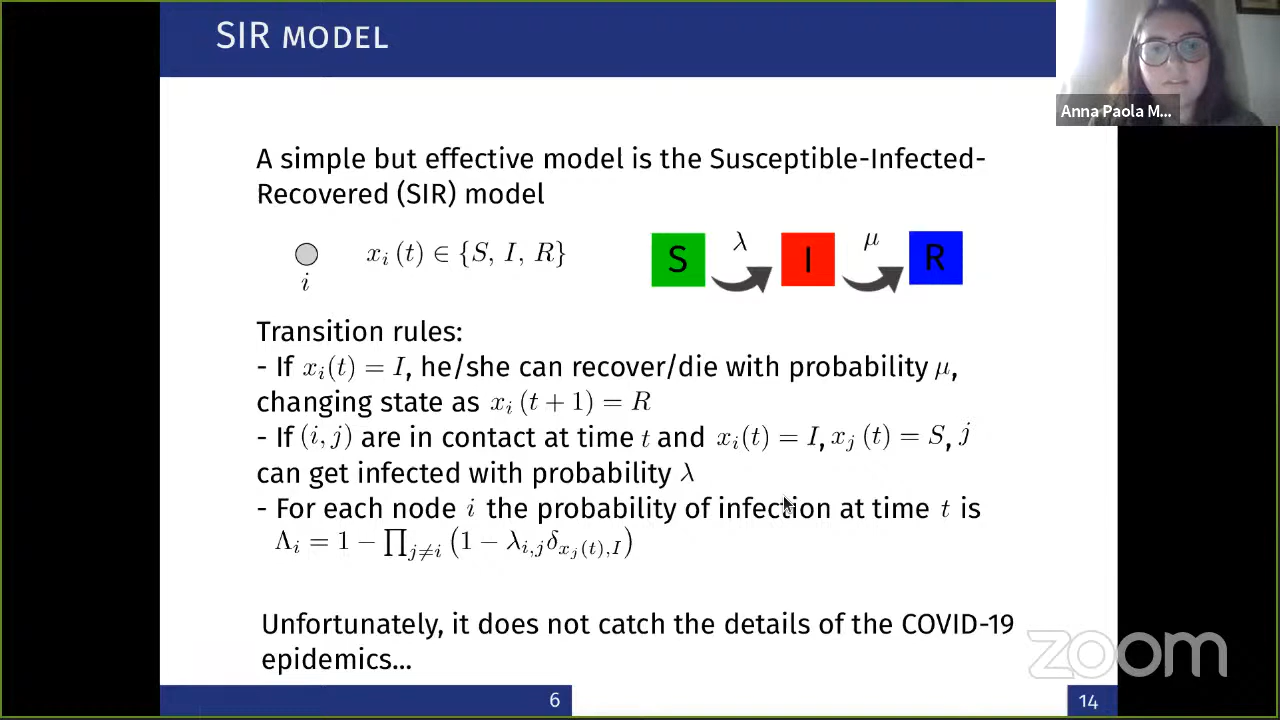 SIR MODEL
Anna Paola M...
A simple but effective model is the Susceptible-Infected-
Recovered (SIR) model
i
x_i (t) ∈ {S, I, R}
S λ I μ R
Transition rules:
- If x_i(t) = I, he/she can recover/die with probability μ,
changing state as x_i (t + 1) = R
- If (i, j) are in contact at time t and x_i(t) = I, x_j (t) = S, j
can get infected with probability λ
- For each node i the probability of infection at time t is
Λ_i = 1 − ∏_{j≠i} (1 − λ_{i,j}δ_{x_j(t),I})
Unfortunately, it does not catch the details of the COVID-19
epidemics...
zoom
6
14